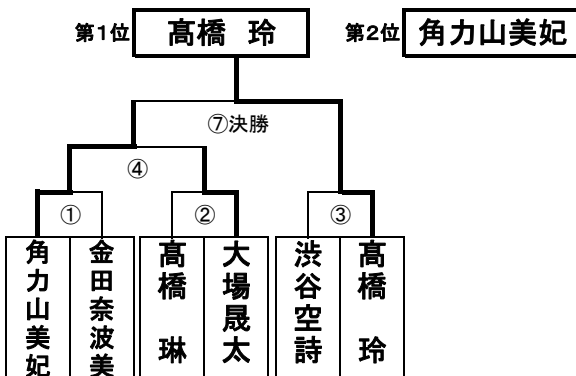 第1位 髙橋 玲 第2位 角力山美妃
⑦決勝
④
① ② ③
角力山美妃
金田奈波美
髙橋 琳
大場晟太
渋谷空詩
髙橋 玲